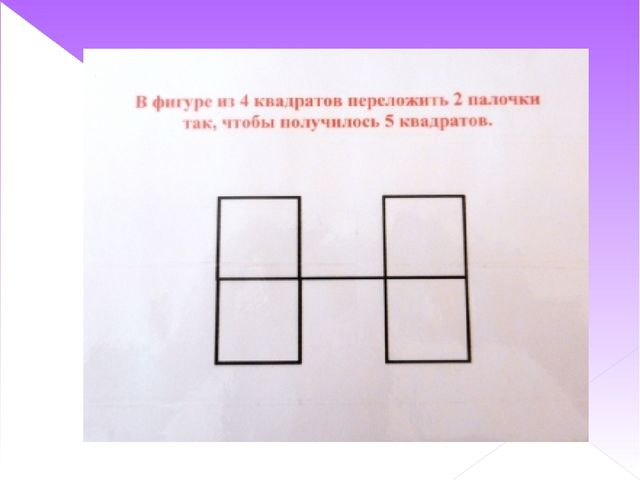 В фигуре из 4 квадратов переложить 2 палочки
так, чтобы получилось 5 квадратов.